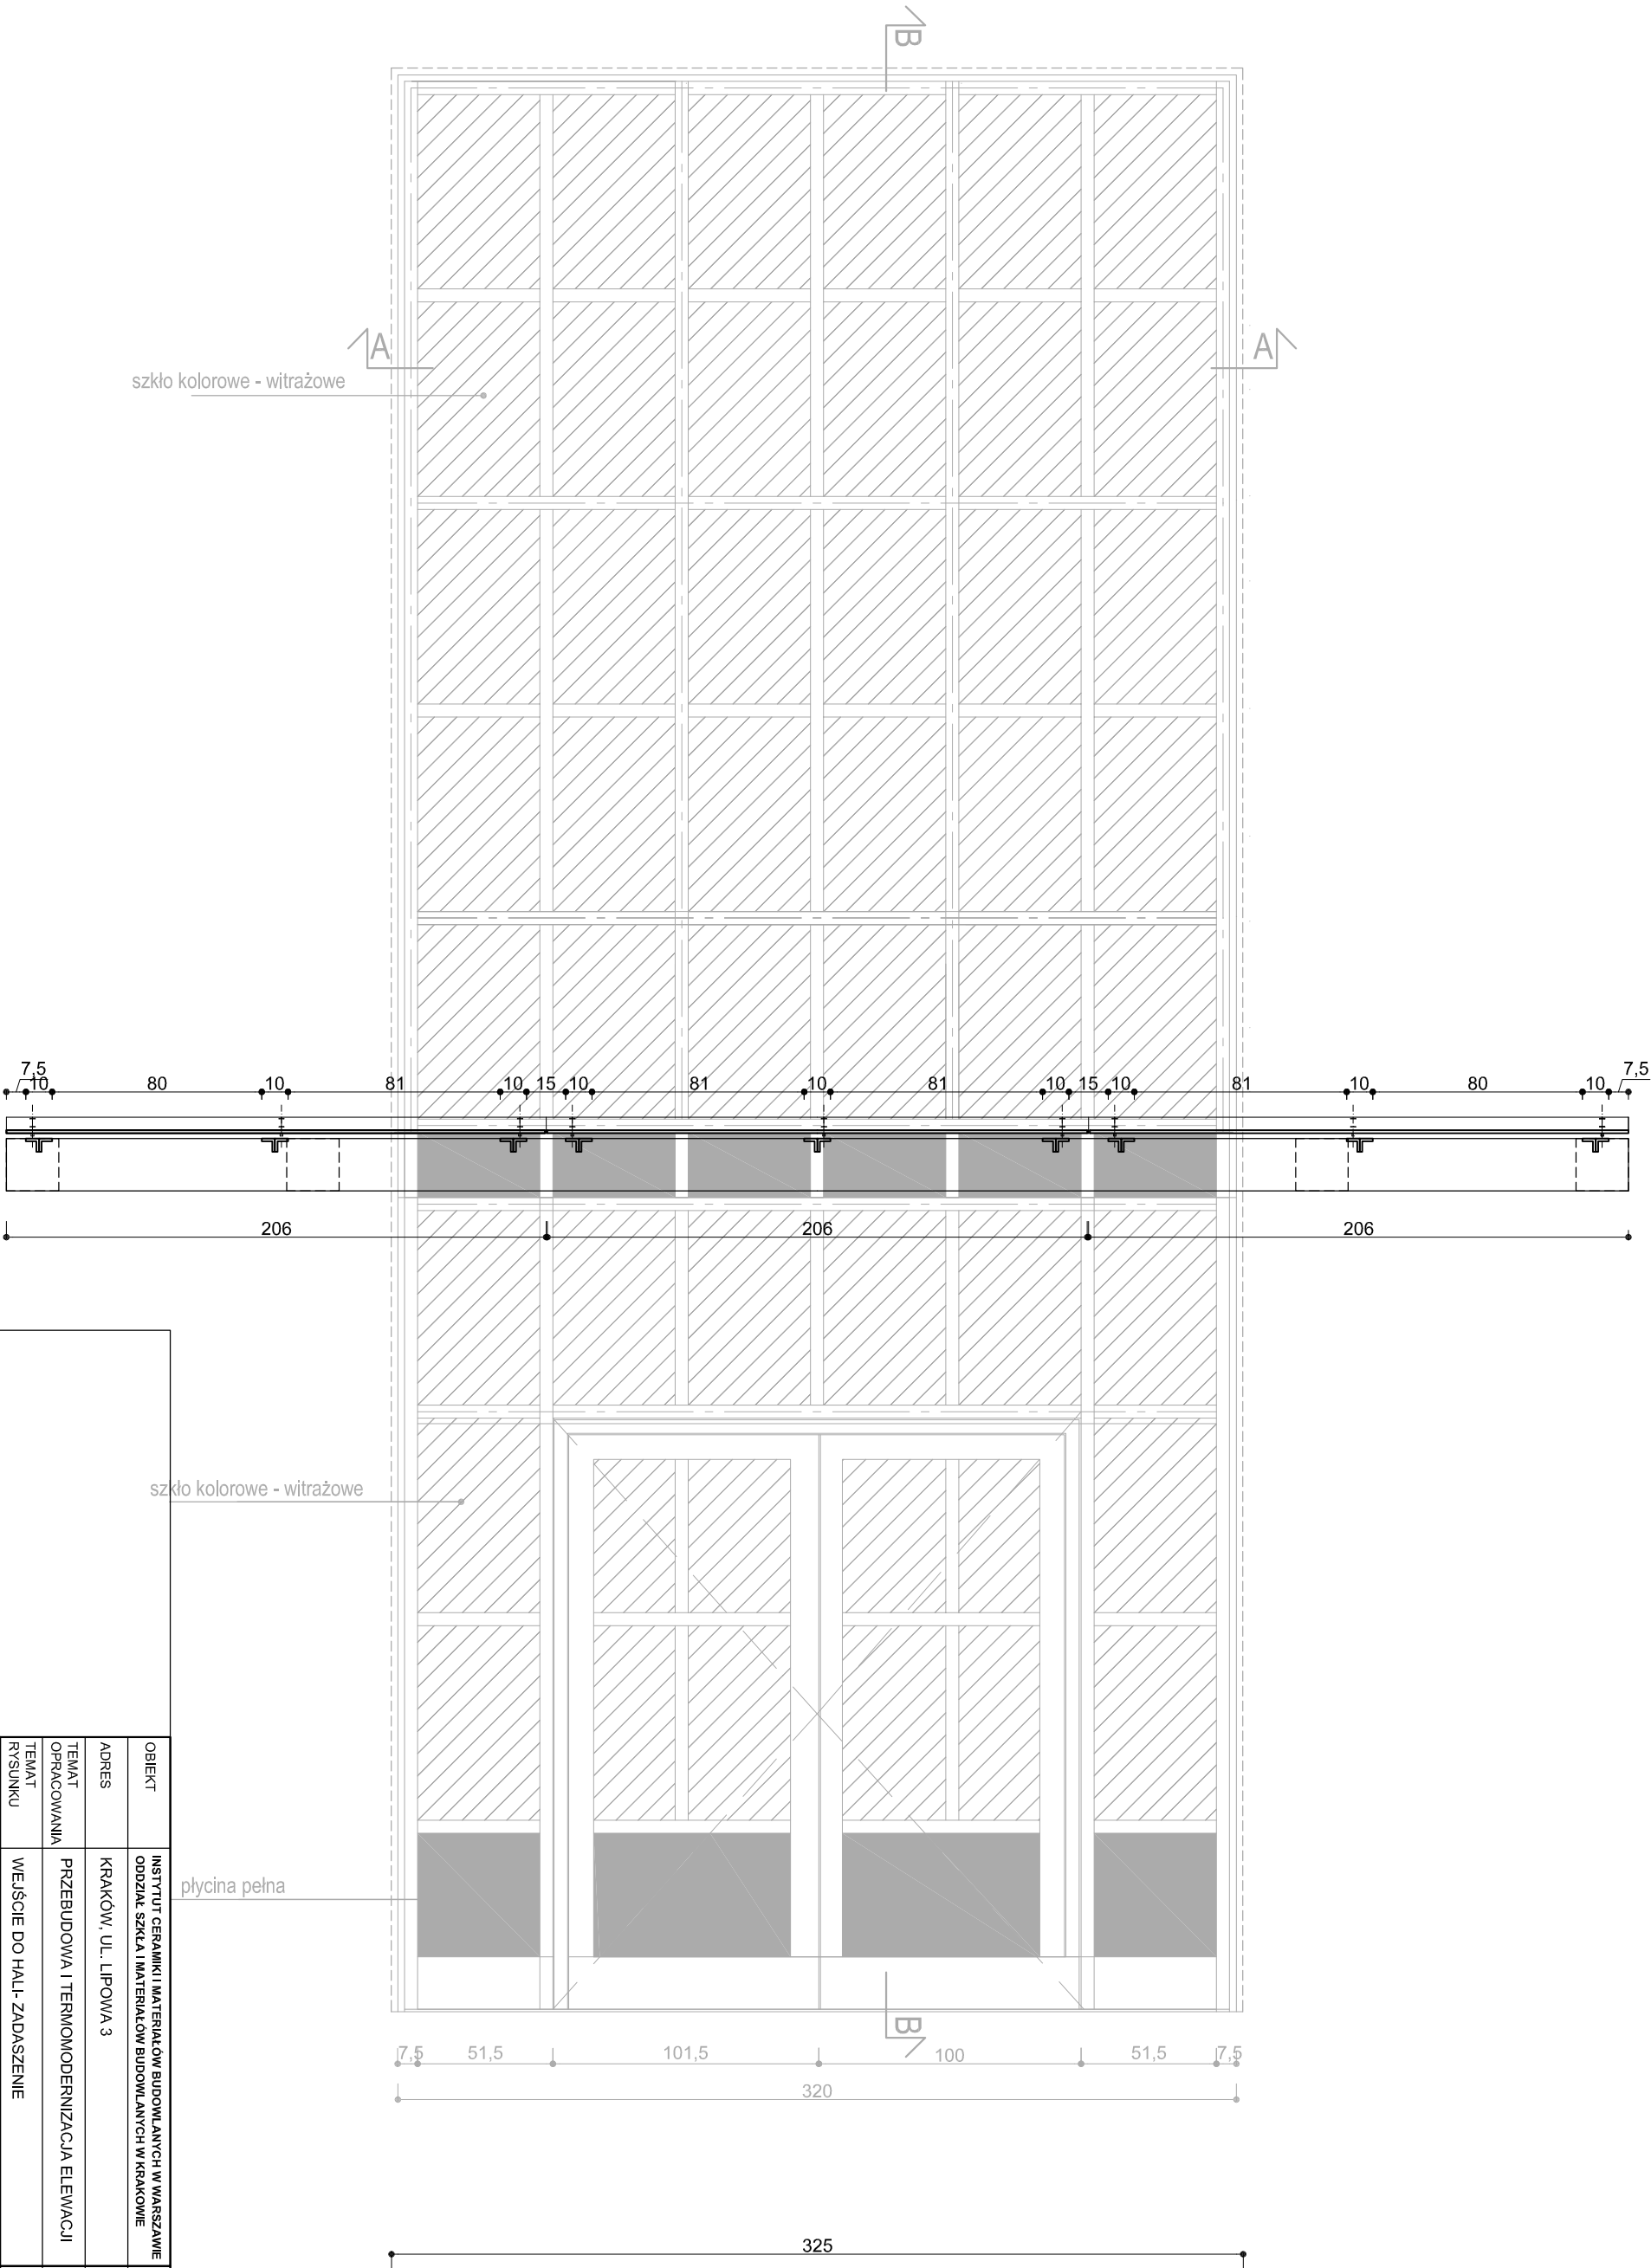 B
A
A
szkło kolorowe - witrażowe
7,5
10
80
10
81
10
15
10
81
10
81
10
15
10
81
10
80
10
7,5
206
206
206
szkło kolorowe - witrażowe
płycina pełna
B
7,5
51,5
101,5
100
51,5
7,5
320
325
OBIEKT
INSTYTUT CERAMIKI I MATERIAŁÓW BUDOWLANYCH W WARSZAWIE
ODDZIAŁ SZKŁA I MATERIAŁÓW BUDOWLANYCH W KRAKOWIE
ADRES
KRAKÓW, UL. LIPOWA 3
TEMAT
OPRACOWANIA
PRZEBUDOWA I TERMOMODERNIZACJA ELEWACJI
TEMAT
RYSUNKU
WEJŚCIE DO HALI- ZADASZENIE